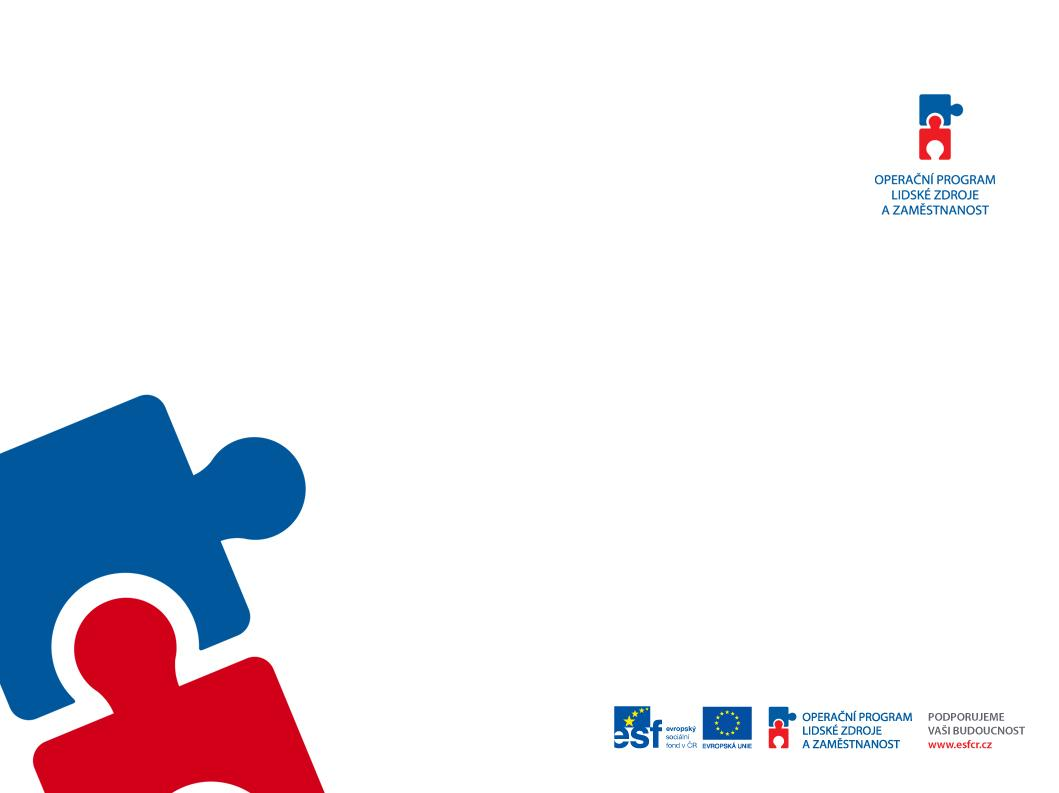 OPERAČNÍ PROGRAM
LIDSKÉ ZDROJE
A ZAMĚSTNANOST
esf
evropský
sociální
fond v ČR
EVROPSKÁ UNIE
OPERAČNÍ PROGRAM
LIDSKÉ ZDROJE
A ZAMĚSTNANOST
PODPORUJEME
VAŠI BUDOUCNOST
www.esfcr.cz